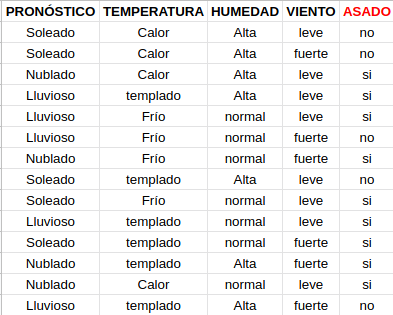 PRONÓSTICO TEMPERATURA HUMEDAD VIENTO ASADO
Soleado Calor Alta leve no
Soleado Calor Alta fuerte no
Nublado Calor Alta leve si
Lluvioso templado Alta leve si
Lluvioso Frío normal leve si
Lluvioso Frío normal fuerte no
Nublado Frío normal fuerte si
Soleado templado Alta leve no
Soleado Frío normal leve si
Lluvioso templado normal leve si
Soleado templado normal fuerte si
Nublado templado Alta fuerte si
Nublado Calor normal leve si
Lluvioso templado Alta fuerte no